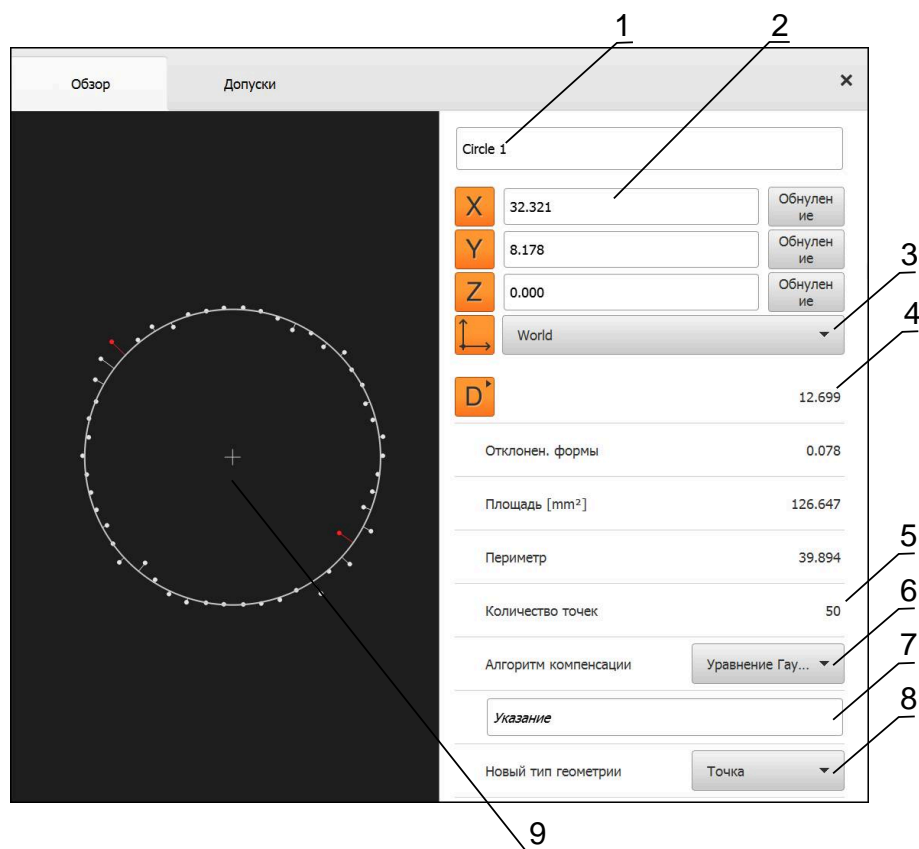 1
2
Обзор
Допуски
×
Circle 1
X
32.321
Обнулен
ие
Y
8.178
Обнулен
ие
3
Z
0.000
Обнулен
ие
4
World
D
12.699
Отклонен. формы
0.078
Площадь [mm²]
126.647
5
Периметр
39.894
6
Количество точек
50
7
Алгоритм компенсации
Уравнение Гау...
8
Указание
Новый тип геометрии
Точка
9